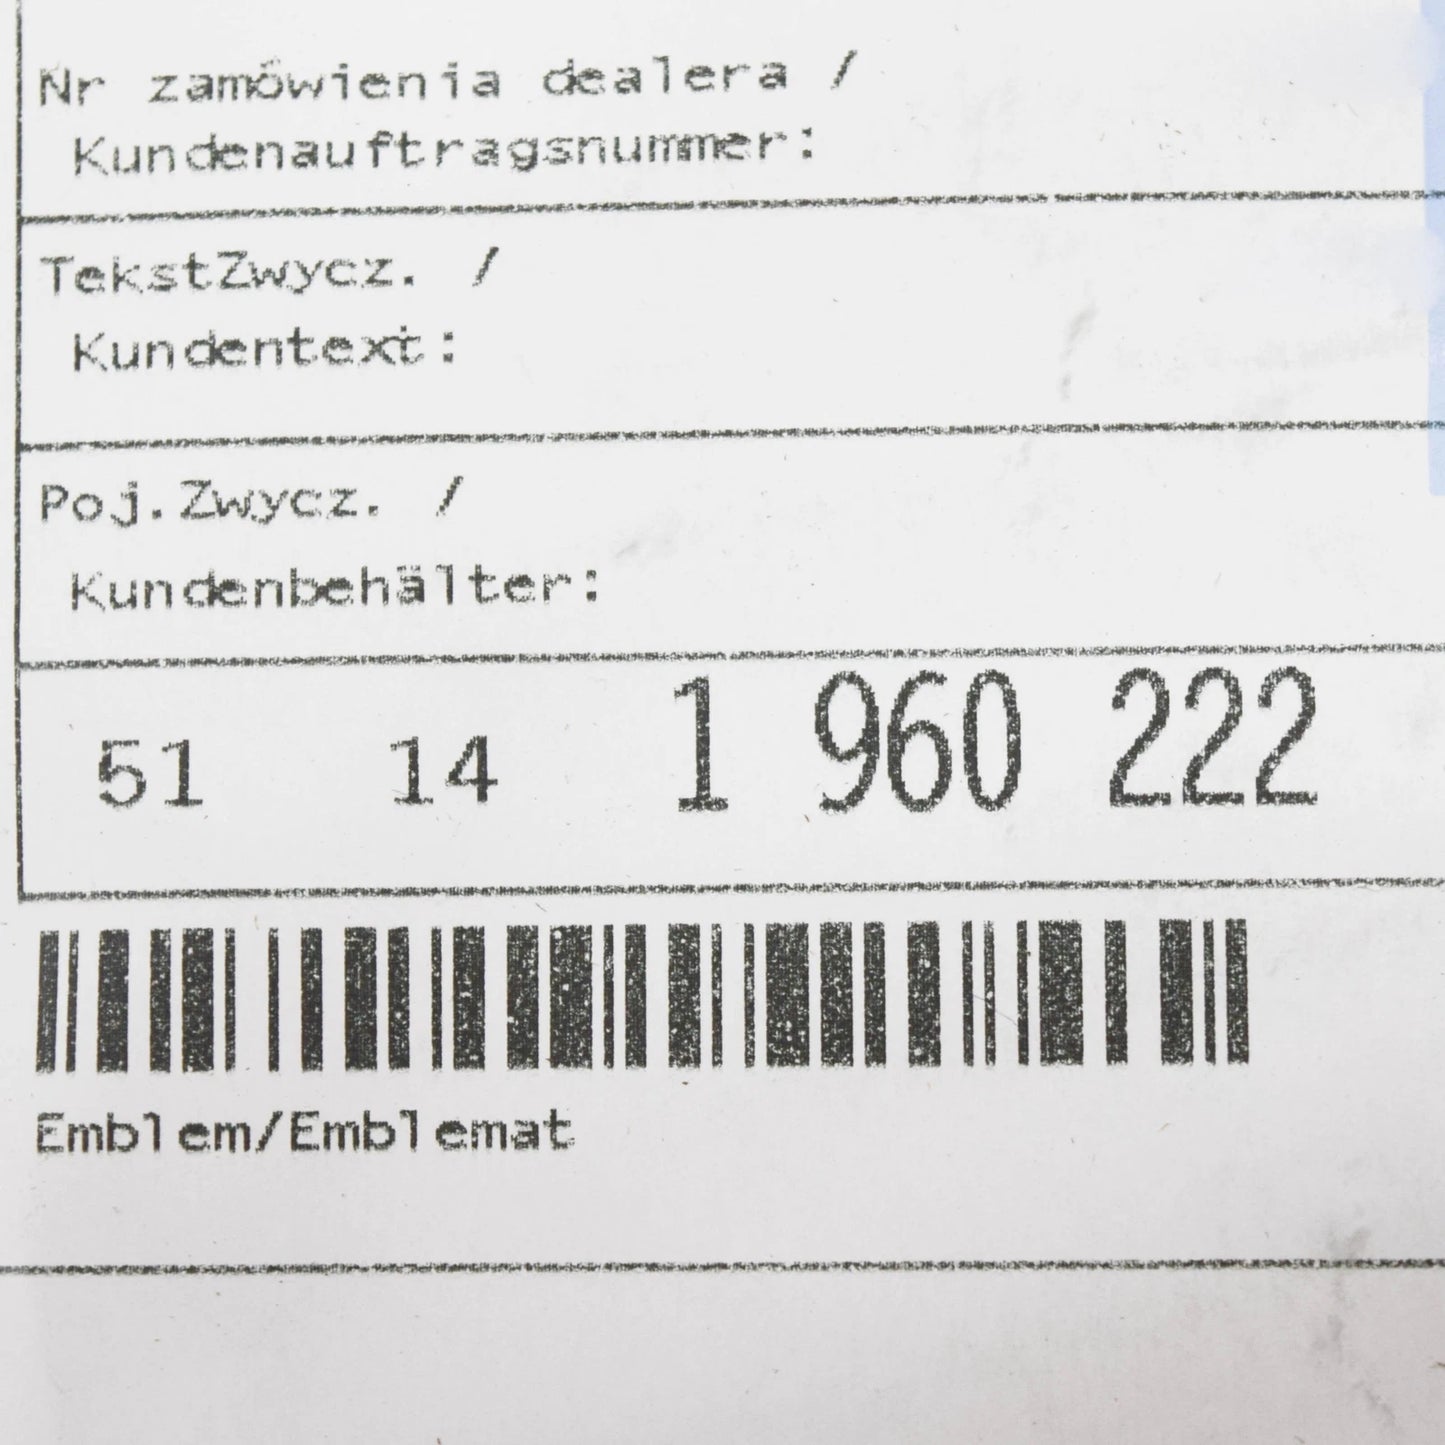 Nr zamówienia dealera /
Kundenauftragsnummer:
TekstZwycz. /
Kundentext:
Poj.Zwycz. /
Kundenbehälter:
51 14 1 960 222
Emblem/Emblemat